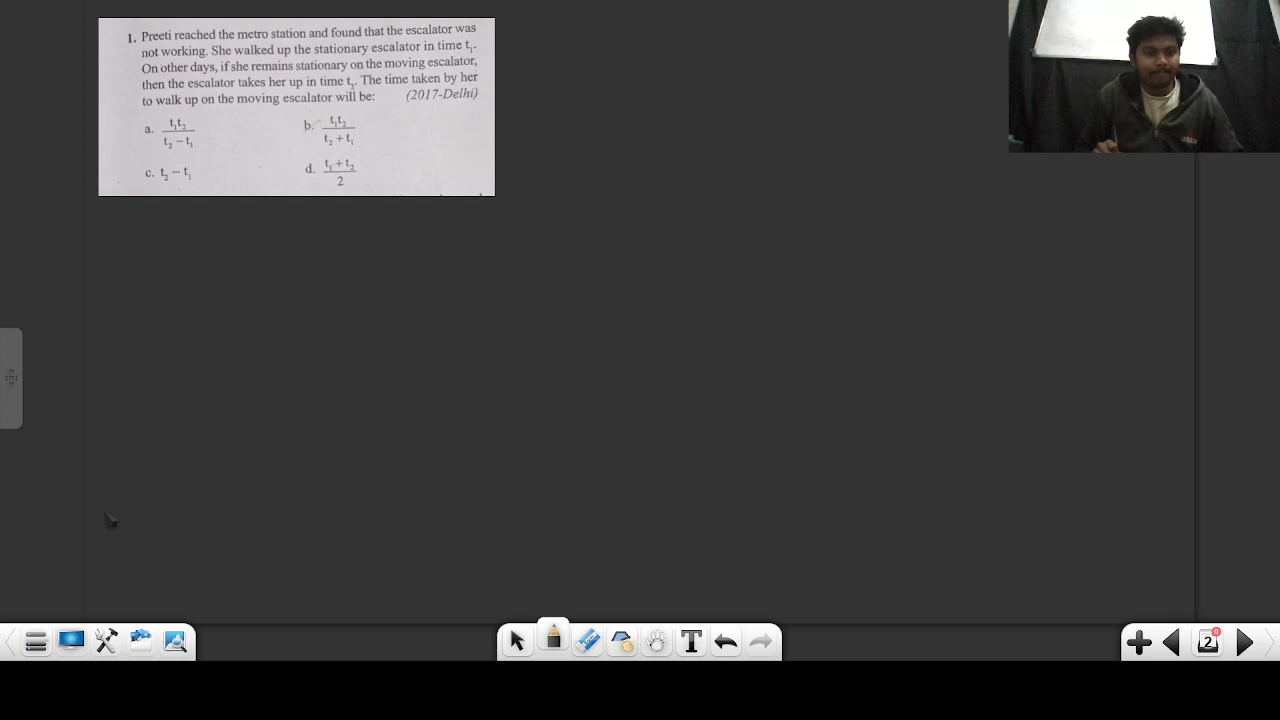 1. Preeti reached the metro station and found that the escalator was
not working. She walked up the stationary escalator in time t₁.
On other days, if she remains stationary on the moving escalator,
then the escalator takes her up in time t₂. The time taken by her
to walk up on the moving escalator will be: (2017-Delhi)
a. t₁t₂ / t₂ − t₁ b. t₁t₂ / t₂ + t₁
c. t₂ − t₁ d. t₁ + t₂ / 2
T
2